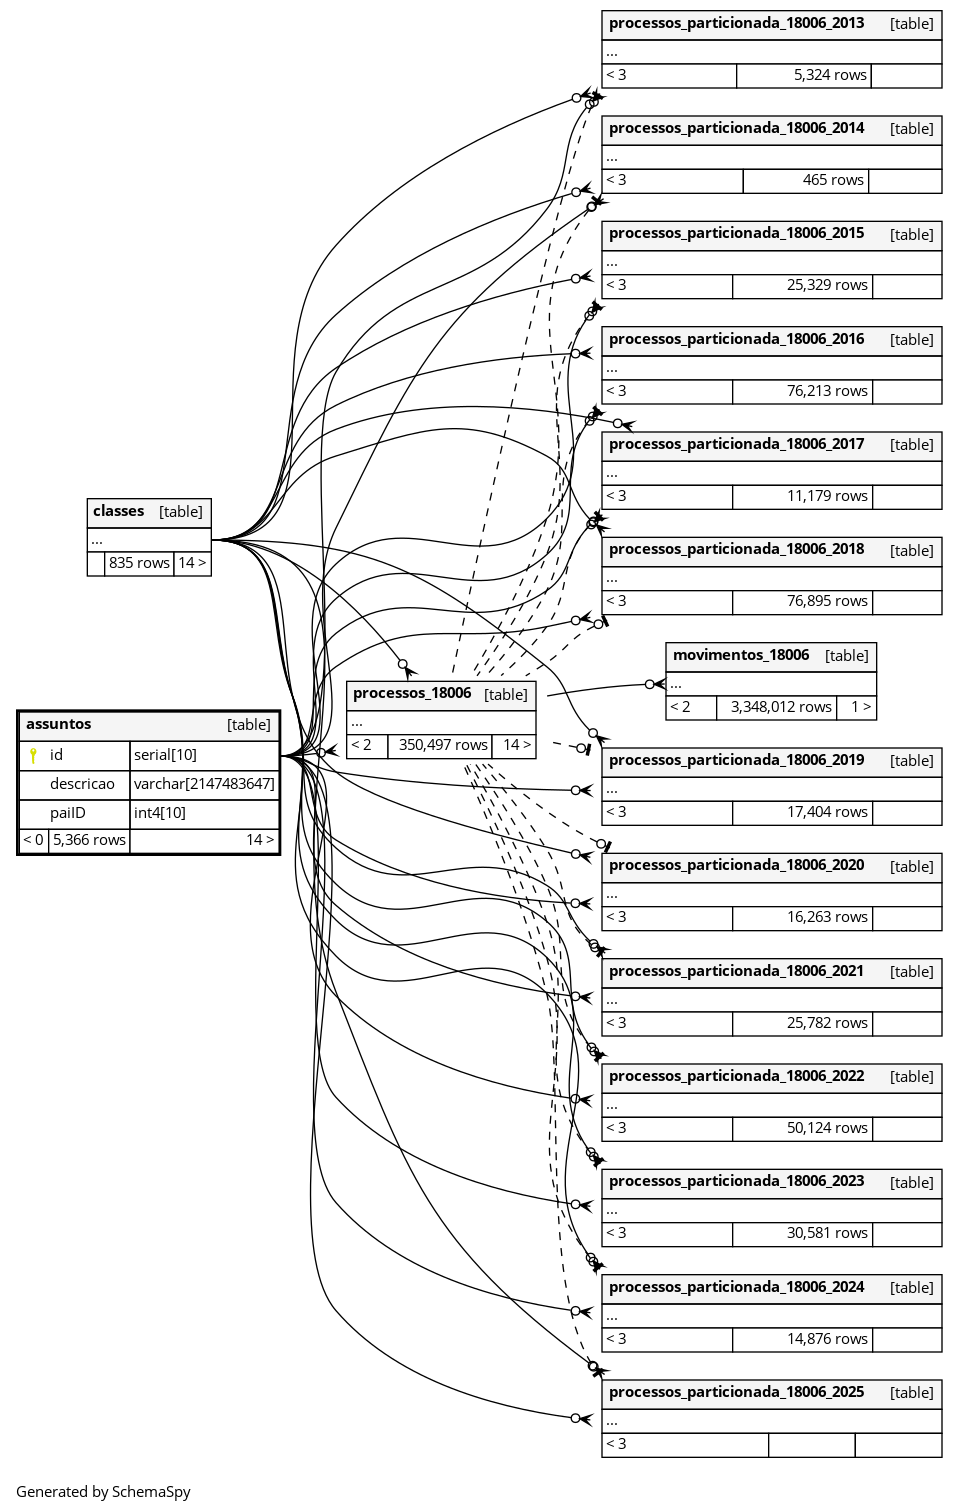 processos_particionada_18006_2013 [table]
...
< 3 5,324 rows
processos_particionada_18006_2014 [table]
...
< 3 465 rows
processos_particionada_18006_2015 [table]
...
< 3 25,329 rows
processos_particionada_18006_2016 [table]
...
< 3 76,213 rows
processos_particionada_18006_2017 [table]
...
< 3 11,179 rows
classes [table]
...
835 rows 14 >
processos_particionada_18006_2018 [table]
...
< 3 76,895 rows
movimentos_18006 [table]
...
< 2 3,348,012 rows 1 >
processos_18006 [table]
...
< 2 350,497 rows 14 >
assuntos [table]
id serial[10]
descricao varchar[2147483647]
paiID int4[10]
< 0 5,366 rows 14 >
processos_particionada_18006_2019 [table]
...
< 3 17,404 rows
processos_particionada_18006_2020 [table]
...
< 3 16,263 rows
processos_particionada_18006_2021 [table]
...
< 3 25,782 rows
processos_particionada_18006_2022 [table]
...
< 3 50,124 rows
processos_particionada_18006_2023 [table]
...
< 3 30,581 rows
processos_particionada_18006_2024 [table]
...
< 3 14,876 rows
processos_particionada_18006_2025 [table]
...
< 3
Generated by SchemaSpy